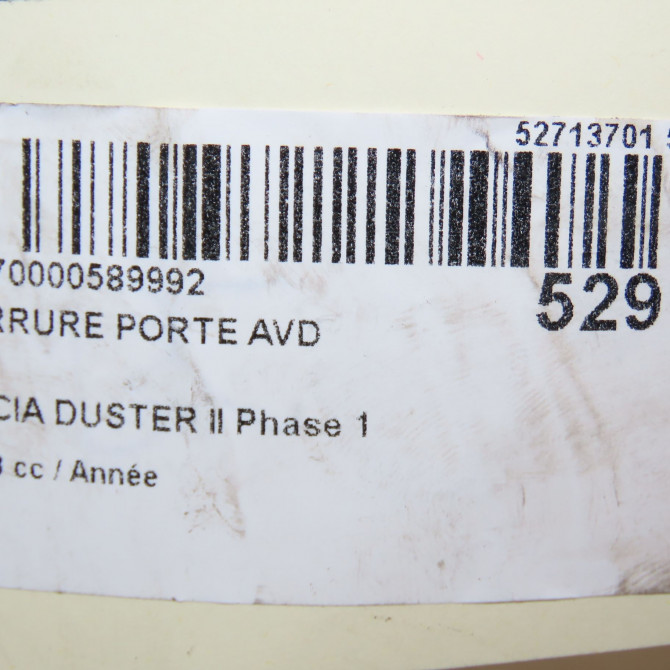 52713701
70000589992
529
RRURE PORTE AVD
CIA DUSTER II Phase 1
cc / Année